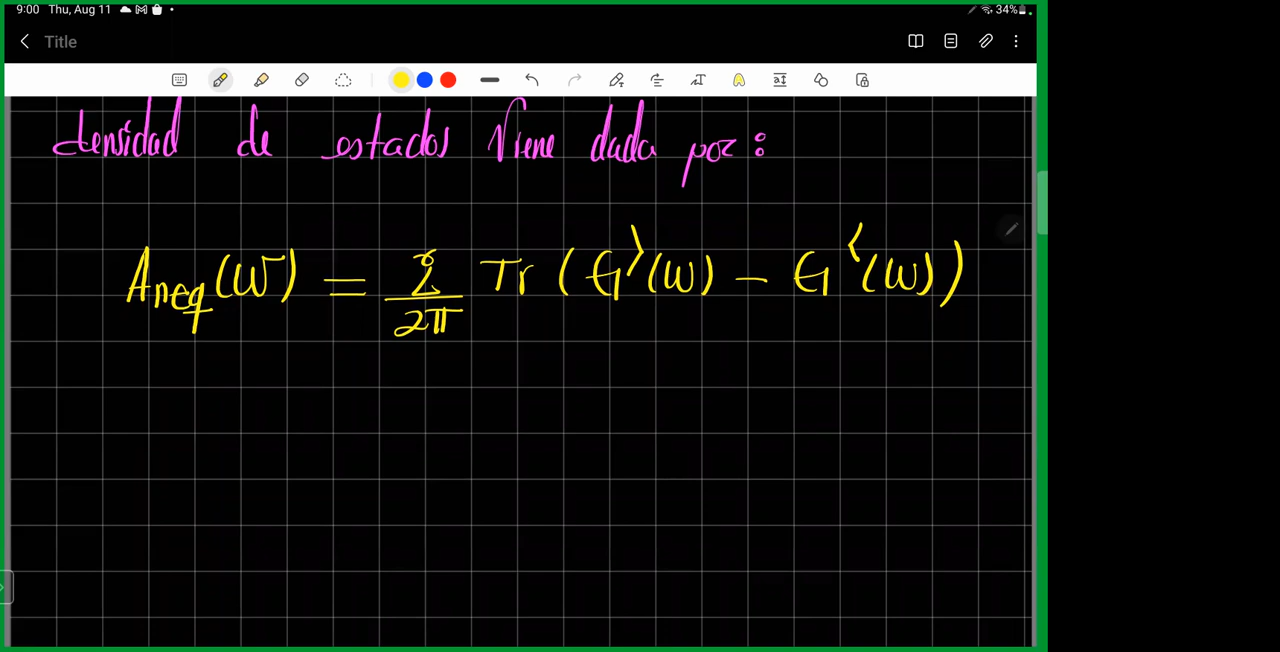 9:00 Thu, Aug 11
34%
Title
densidad de estados viene dada por:
Aneq(ω) = i/2π Tr (G^>(ω) − G^<(ω))